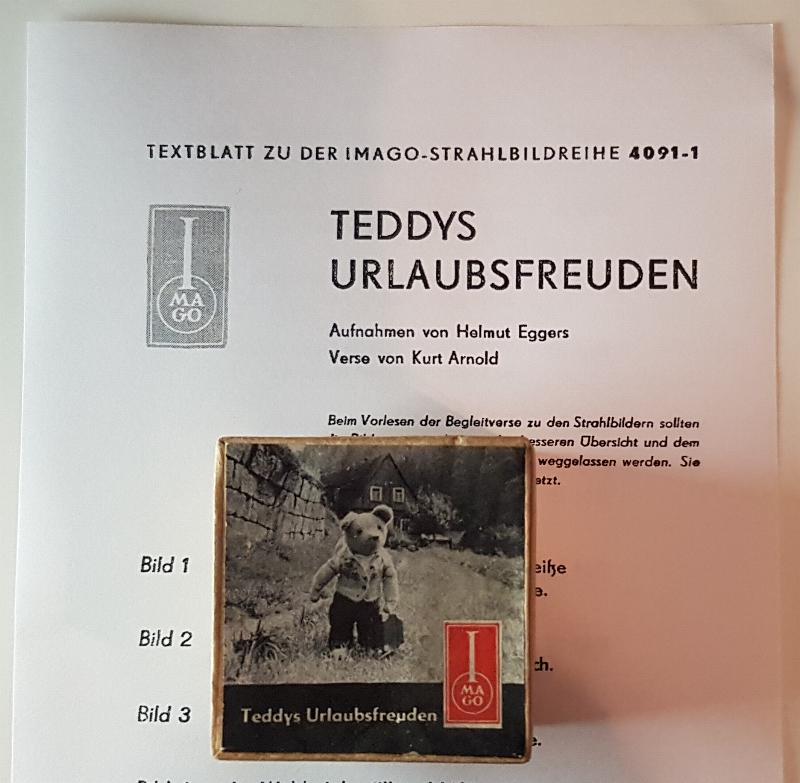 TEXTBLATT ZU DER IMAGO-STRAHLBILDREIHE 4091-1
I
MA
GO
TEDDYS
URLAUBSFREUDEN
Aufnahmen von Helmut Eggers
Verse von Kurt Arnold
Beim Vorlesen der Begleitverse zu den Strahlbildern sollten
Übersicht und dem
weggelassen werden. Sie
Bild 1
Bild 2
Bild 3
I
MA
GO
Teddys Urlaubsfreuden